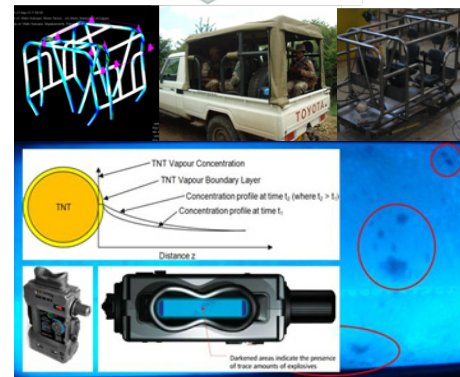 TOYOTA
TNT Vapour Concentration
TNT Vapour Boundary Layer
TNT
Concentration profile at time t₂ (where t₂ > t₁)
Concentration profile at time t₁
Distance z
Darkened areas indicate the presence
of trace amounts of explosives